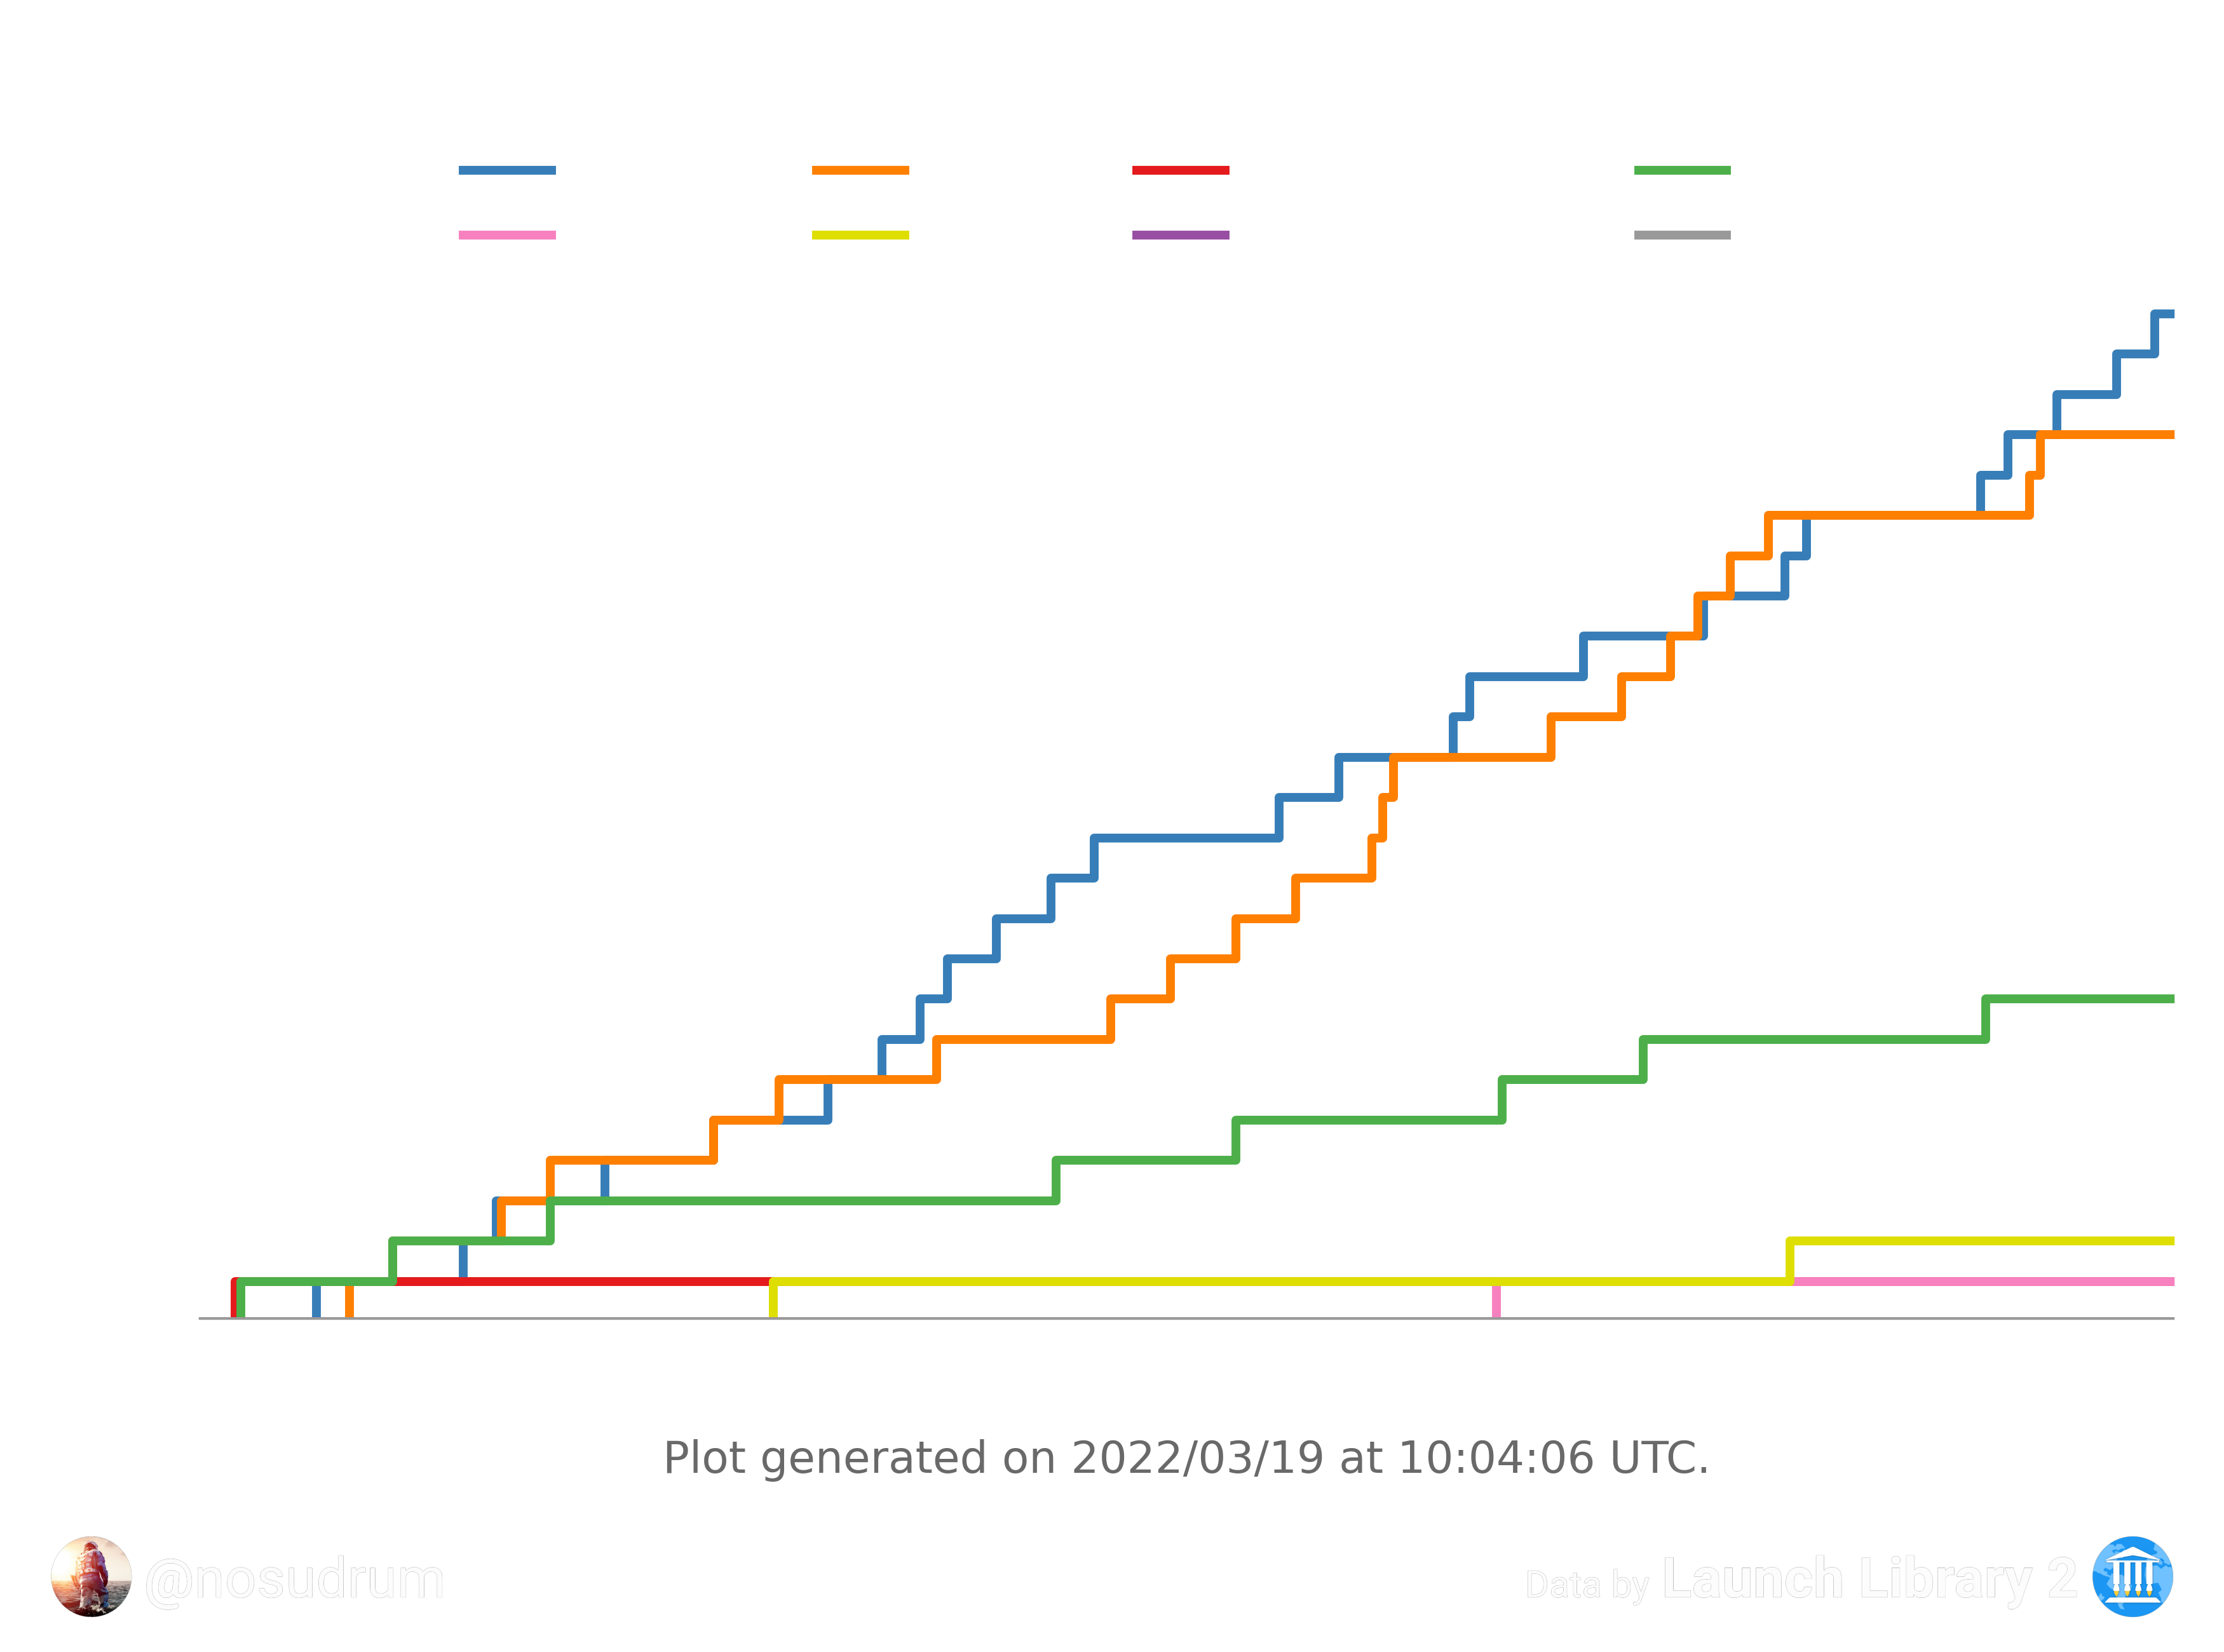 Plot generated on 2022/03/19 at 10:04:06 UTC.
@nosudrum
Data by Launch Library 2